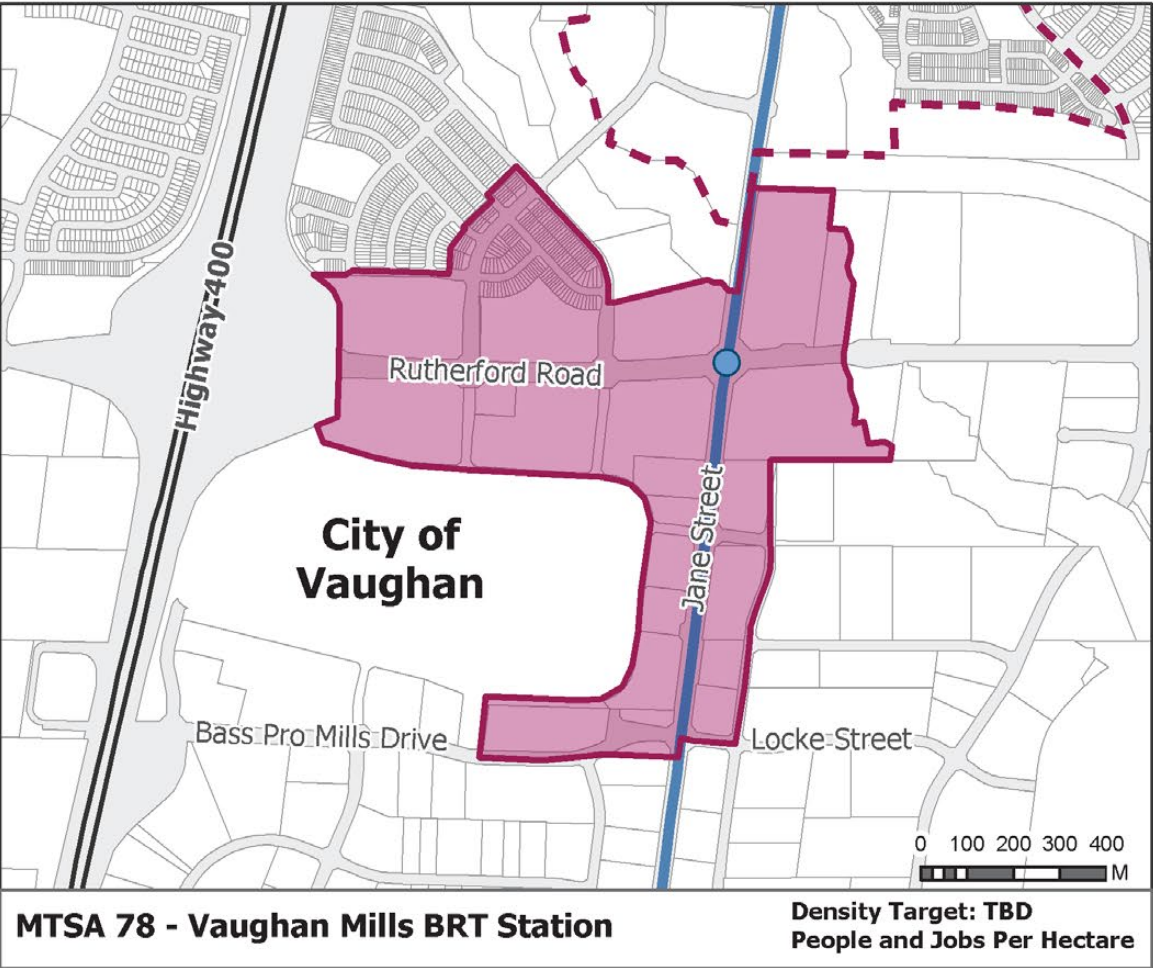 Highway 400
Rutherford Road
City of
Vaughan
Jane Street
Bass Pro Mills Drive
Locke Street
0 100 200 300 400
M
MTSA 78 - Vaughan Mills BRT Station
Density Target: TBD
People and Jobs Per Hectare